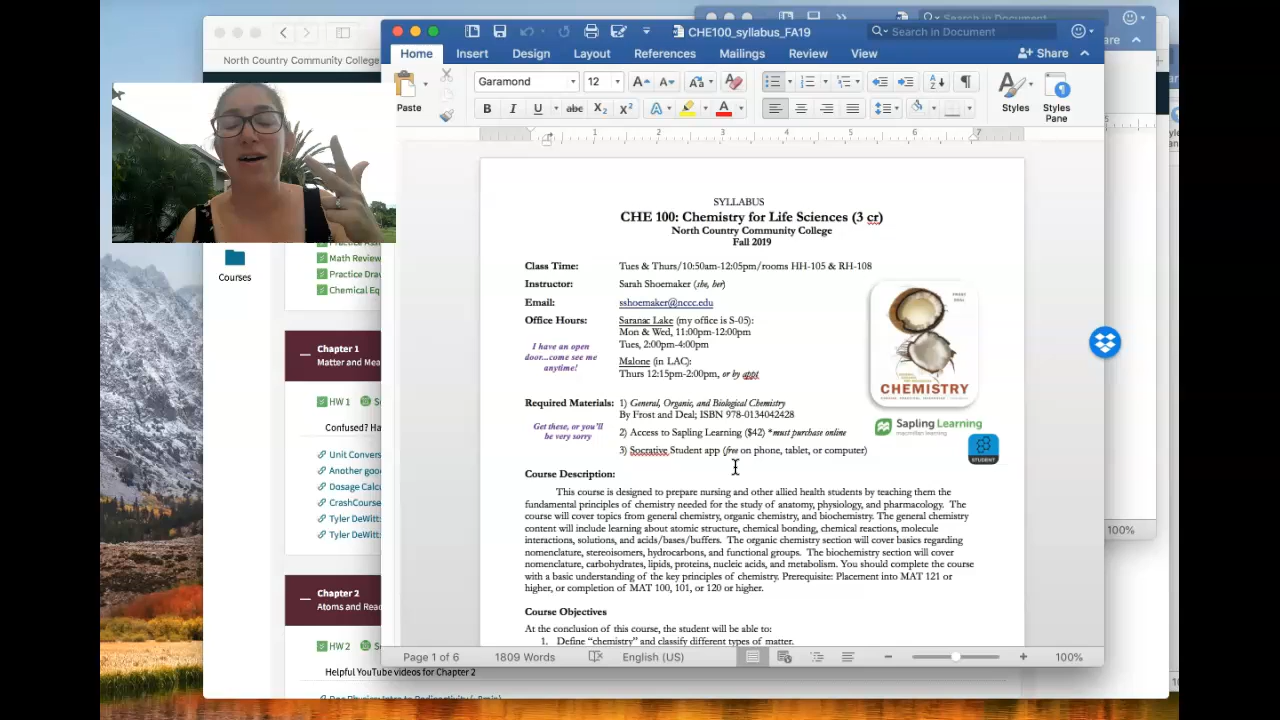 CHE100_syllabus_FA19
Search in Document
Search in Document
Home Insert Design Layout References Mailings Review View Share
North Country Community College
Garamond 12
Paste
Styles
Styles Pane
1 2 3 4 5 6 7
SYLLABUS
CHE 100: Chemistry for Life Sciences (3 cr)
North Country Community College
Fall 2019
Class Time: Tues & Thurs/10:50am-12:05pm/rooms HH-105 & RH-108
Instructor: Sarah Shoemaker (she, her)
Email: sshoemaker@nccc.edu
Office Hours: Saranac Lake (my office is S-05):
Mon & Wed, 11:00pm-12:00pm
Tues, 2:00pm-4:00pm
I have an open
door...come see me
anytime!
Malone (in LAC):
Thurs 12:15pm-2:00pm, or by appt
Required Materials: 1) General, Organic, and Biological Chemistry
By Frost and Deal; ISBN 978-0134042428
Get these, or you'll
be very sorry
2) Access to Sapling Learning ($42) *must purchase online
3) Socrative Student app (free on phone, tablet, or computer)
CHEMISTRY
Sapling Learning
macmillan learning
STUDENT
Course Description:
This course is designed to prepare nursing and other allied health students by teaching them the
fundamental principles of chemistry needed for the study of anatomy, physiology, and pharmacology. The
course will cover topics from general chemistry, organic chemistry, and biochemistry. The general chemistry
content will include learning about atomic structure, chemical bonding, chemical reactions, molecule
interactions, solutions, and acids/bases/buffers. The organic chemistry section will cover basics regarding
nomenclature, stereoisomers, hydrocarbons, and functional groups. The biochemistry section will cover
nomenclature, carbohydrates, lipids, proteins, nucleic acids, and metabolism. You should complete the course
with a basic understanding of the key principles of chemistry. Prerequisite: Placement into MAT 121 or
higher, or completion of MAT 100, 101, or 120 or higher.
Course Objectives
At the conclusion of this course, the student will be able to:
1. Define “chemistry” and classify different types of matter.
Page 1 of 6 1809 Words English (US) 100%
100%
Courses
Math Review
Practice Dra
Chemical Eq
Chapter 1
Matter and Mea
HW 1
Confused? Ha
Unit Convers
Another goo
Dosage Calc
CrashCourse
Tyler DeWitt
Tyler DeWitt
Chapter 2
Atoms and Rea
HW 2
Helpful YouTube videos for Chapter 2